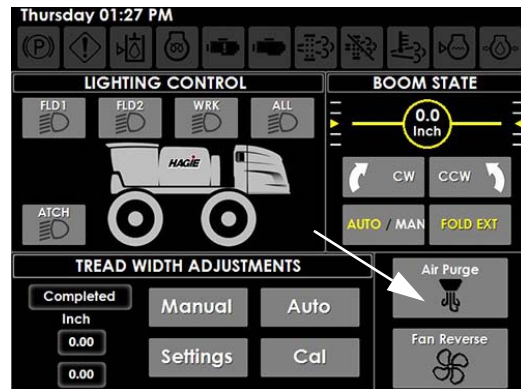 Thursday 01:27 PM
(P)
LIGHTING CONTROL
FLD1 FLD2 WRK ALL
HAGIE
ATCH
BOOM STATE
0.0
Inch
CW CCW
AUTO / MAN FOLD EXT
TREAD WIDTH ADJUSTMENTS
Completed
Inch
0.00
0.00
Manual Auto
Settings Cal
Air Purge
Fan Reverse